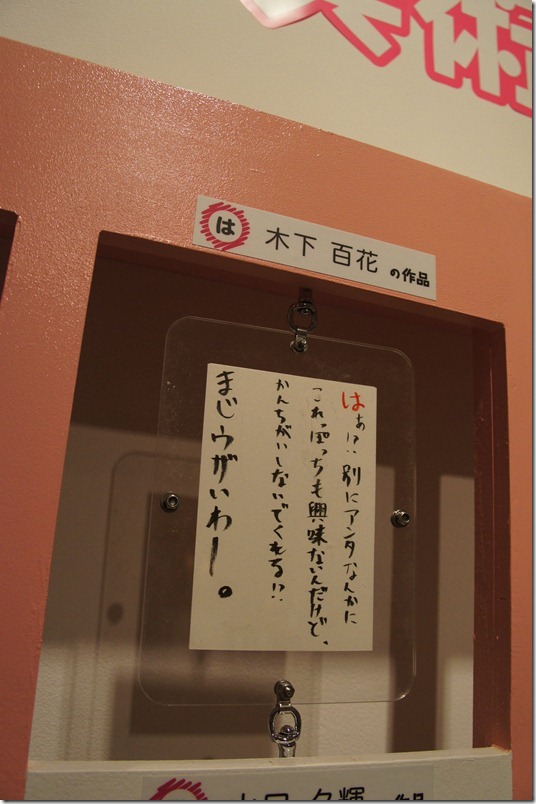 術
は 木下 百花 の作品
はぁ!? 別にアンタなんかに
これっぽっちも興味ないんだけど、
かんちがいしないでくれる!?
まじウザいわー。